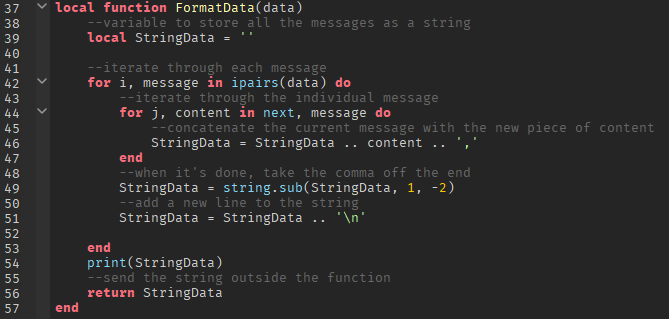 37 local function FormatData(data)
38     --variable to store all the messages as a string
39     local StringData = ''
40
41     --iterate through each message
42     for i, message in ipairs(data) do
43         --iterate through the individual message
44         for j, content in next, message do
45             --concatenate the current message with the new piece of content
46             StringData = StringData .. content .. ','
47         end
48         --when it's done, take the comma off the end
49         StringData = string.sub(StringData, 1, -2)
50         --add a new line to the string
51         StringData = StringData .. '\n'
52
53     end
54     print(StringData)
55     --send the string outside the function
56     return StringData
57 end